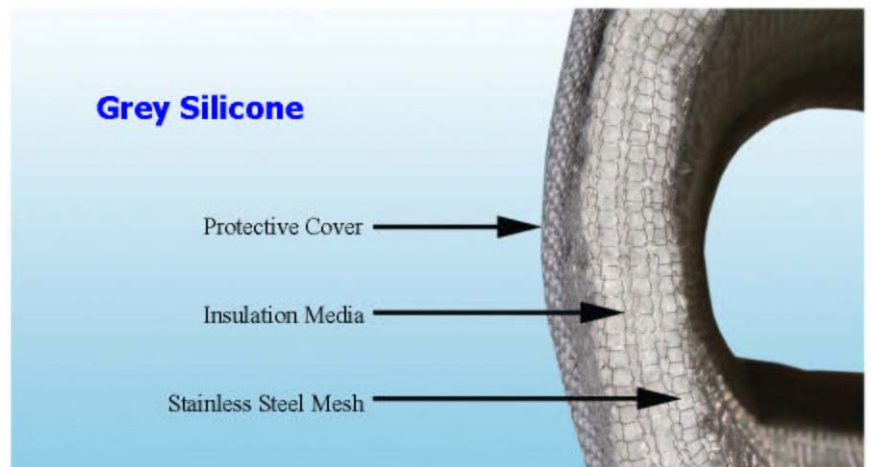 Grey Silicone
Protective Cover
Insulation Media
Stainless Steel Mesh